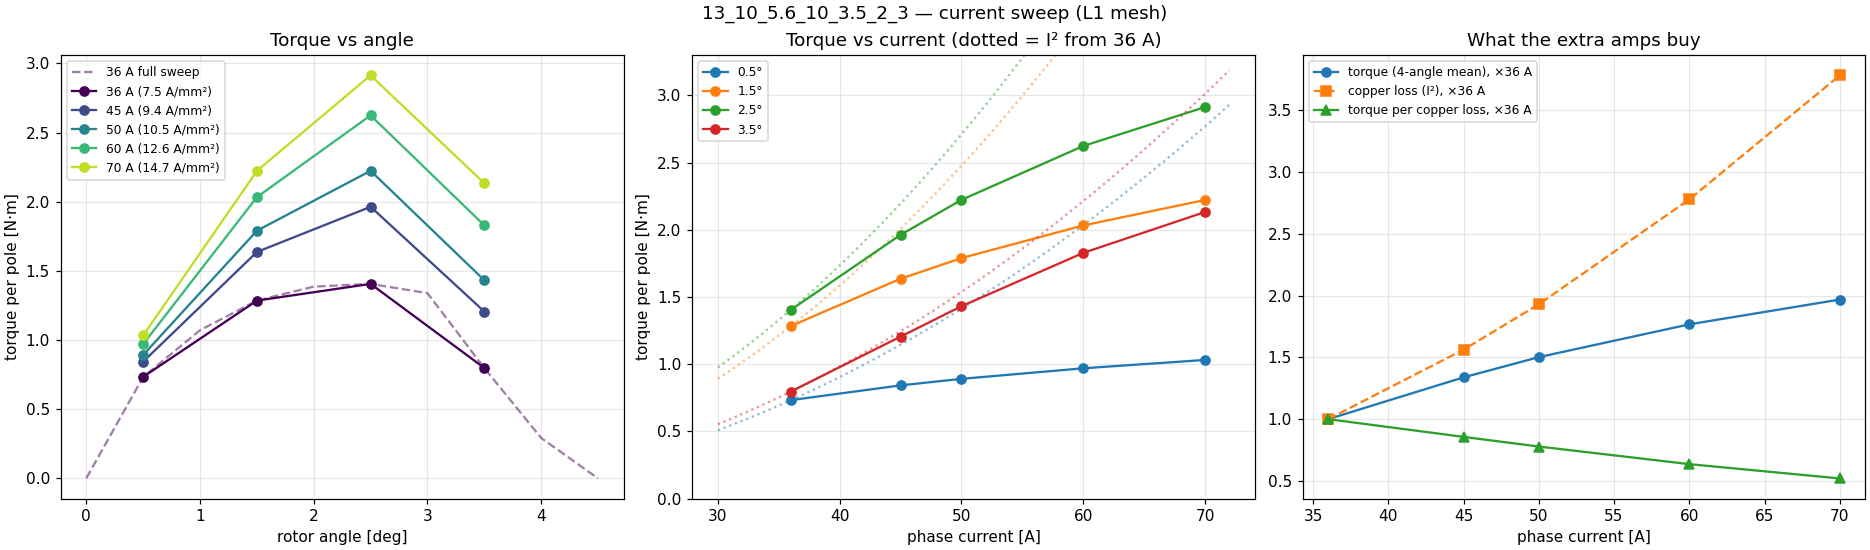 13_10_5.6_10_3.5_2_3 — current sweep (L1 mesh)
Torque vs angle
36 A full sweep
36 A (7.5 A/mm²)
45 A (9.4 A/mm²)
50 A (10.5 A/mm²)
60 A (12.6 A/mm²)
70 A (14.7 A/mm²)
torque per pole [N·m]
3.0
2.5
2.0
1.5
1.0
0.5
0.0
0 1 2 3 4
rotor angle [deg]
Torque vs current (dotted = I² from 36 A)
0.5°
1.5°
2.5°
3.5°
torque per pole [N·m]
3.0
2.5
2.0
1.5
1.0
0.5
0.0
30 40 50 60 70
phase current [A]
What the extra amps buy
torque (4-angle mean), ×36 A
copper loss (I²), ×36 A
torque per copper loss, ×36 A
3.5
3.0
2.5
2.0
1.5
1.0
0.5
35 40 45 50 55 60 65 70
phase current [A]